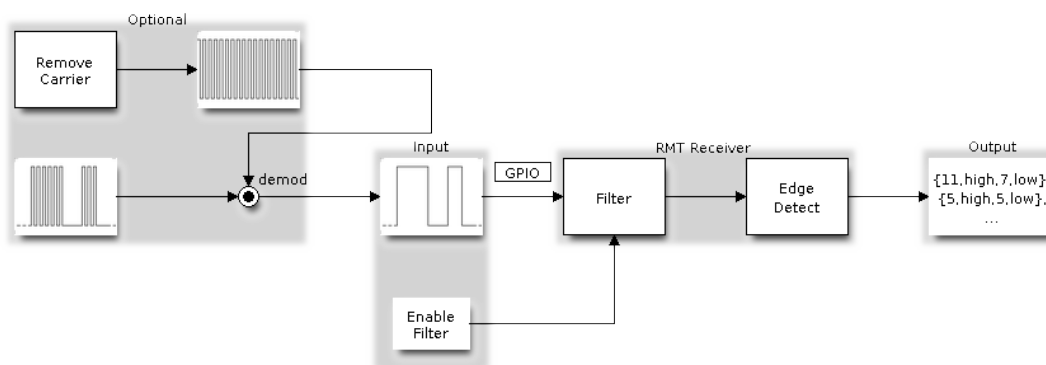 Optional
Remove
Carrier
demod
Input
GPIO
Enable
Filter
RMT Receiver
Filter
Edge
Detect
Output
{11,high,7,low}
{5,high,5,low},
...